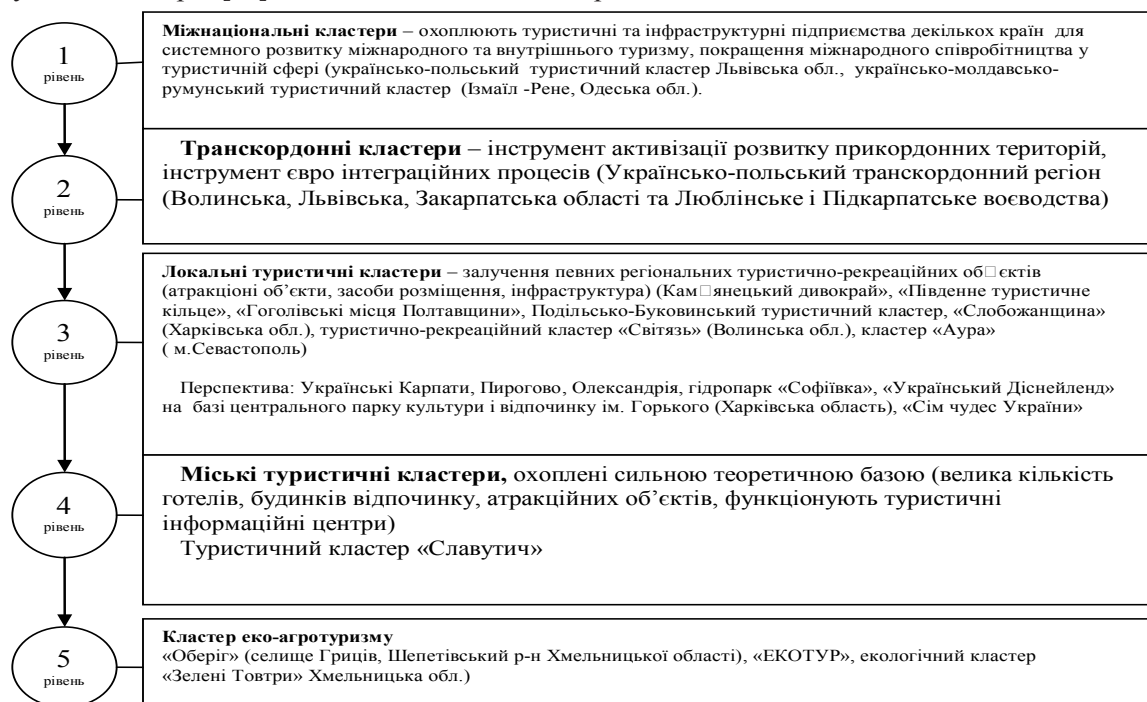 1
рівень
Міжнаціональні кластери – охоплюють туристичні та інфраструктурні підприємства декількох країн для
системного розвитку міжнародного та внутрішнього туризму, покращення міжнародного співробітництва у
туристичній сфері (українсько-польський туристичний кластер Львівська обл., українсько-молдавсько-
румунський туристичний кластер (Ізмаїл -Рене, Одеська обл.).
2
рівень
Транскордонні кластери – інструмент активізації розвитку прикордонних територій,
інструмент євро інтеграційних процесів (Українсько-польський транскордонний регіон
(Волинська, Львівська, Закарпатська області та Люблінське і Підкарпатське воєводства)
3
рівень
Локальні туристичні кластери – залучення певних регіональних туристично-рекреаційних об□єктів
(атракціоні об’єкти, засоби розміщення, інфраструктура) (Кам□янецький дивокрай», «Південне туристичне
кільце», «Гоголівські місця Полтавщини», Подільсько-Буковинський туристичний кластер, «Слобожанщина»
(Харківська обл.), туристично-рекреаційний кластер «Світязь» (Волинська обл.), кластер «Аура»
( м.Севастополь)
Перспектива: Українські Карпати, Пирогово, Олександрія, гідропарк «Софіївка», «Український Діснейленд»
на базі центрального парку культури і відпочинку ім. Горького (Харківська область), «Сім чудес України»
4
рівень
Міські туристичні кластери, охоплені сильною теоретичною базою (велика кількість
готелів, будинків відпочинку, атракційних об’єктів, функціонують туристичні
інформаційні центри)
Туристичний кластер «Славутич»
5
рівень
Кластер еко-агротуризму
«Оберіг» (селище Гриців, Шепетівський р-н Хмельницької області), «ЕКОТУР», екологічний кластер
«Зелені Товтри» Хмельницька обл.)